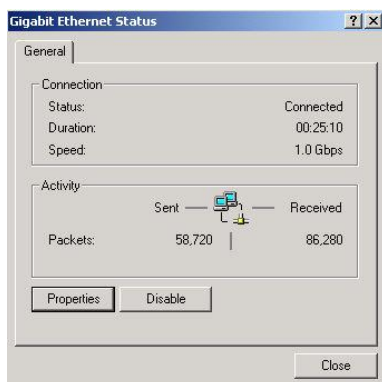 Gigabit Ethernet Status
General
Connection
Status: Connected
Duration: 00:25:10
Speed: 1.0 Gbps
Activity
Sent Received
Packets: 58,720 86,280
Properties Disable
Close